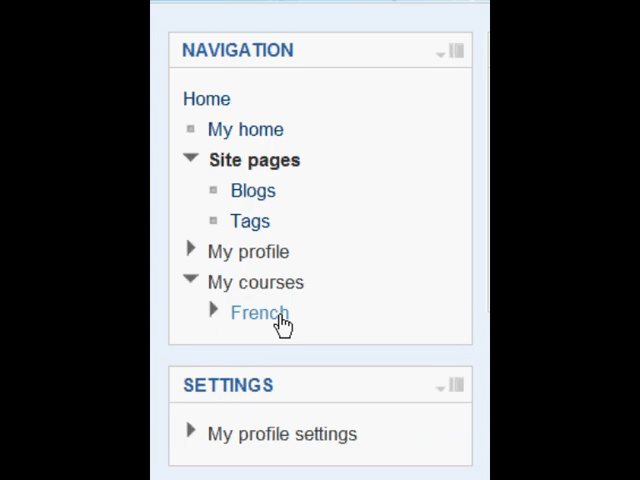 NAVIGATION
Home
My home
Site pages
Blogs
Tags
My profile
My courses
French
SETTINGS
My profile settings